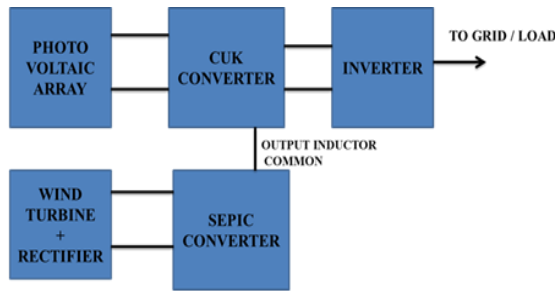 PHOTO
VOLTAIC
ARRAY
CUK
CONVERTER
INVERTER
TO GRID / LOAD
OUTPUT INDUCTOR
COMMON
WIND
TURBINE
+
RECTIFIER
SEPIC
CONVERTER